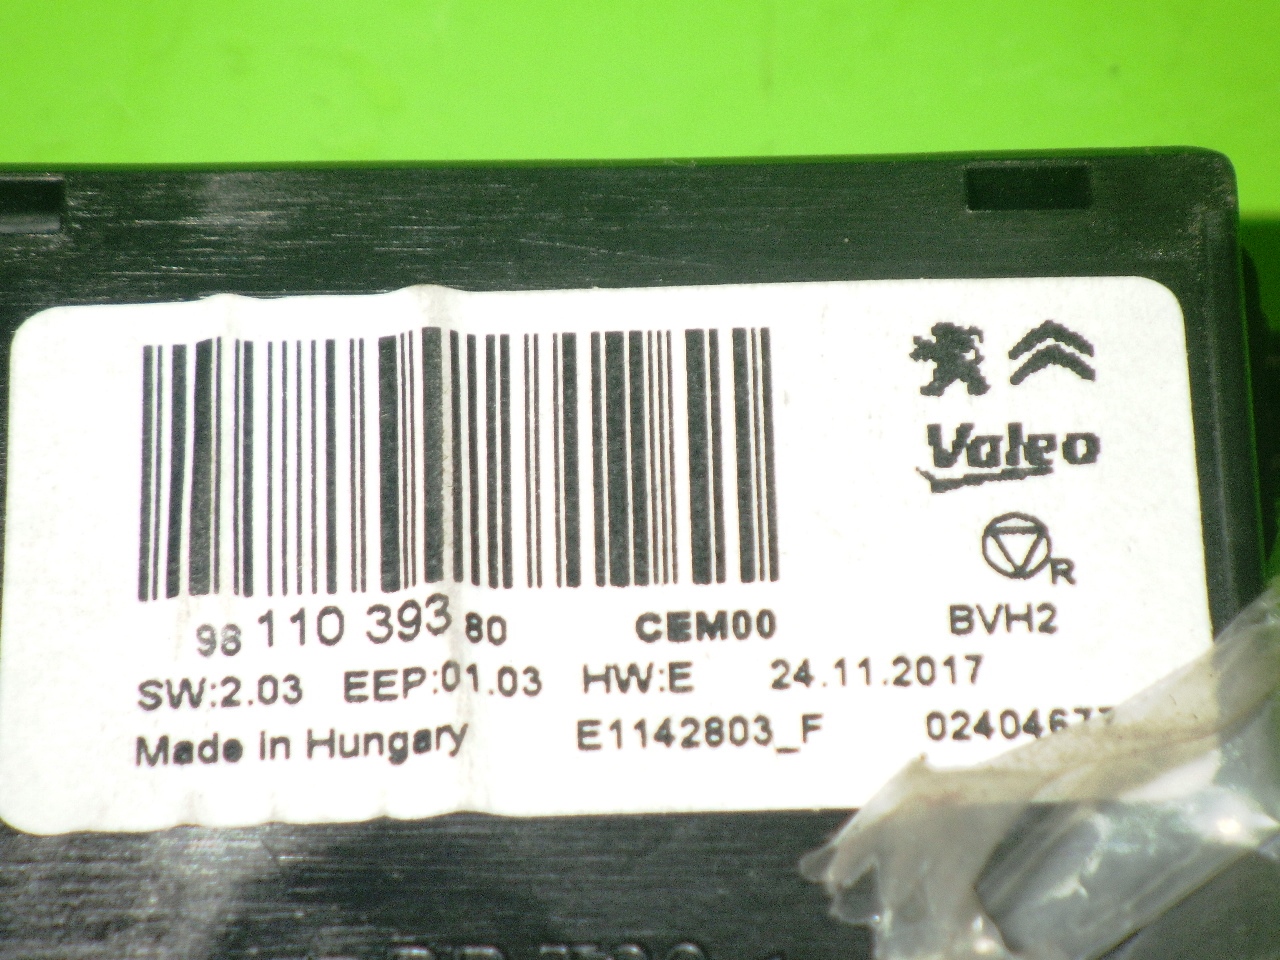 Valeo
R
98 110 393 80 CEM00 BVH2
SW:2.03 EEP:01.03 HW:E 24.11.2017
Made in Hungary E1142803_F 02404677